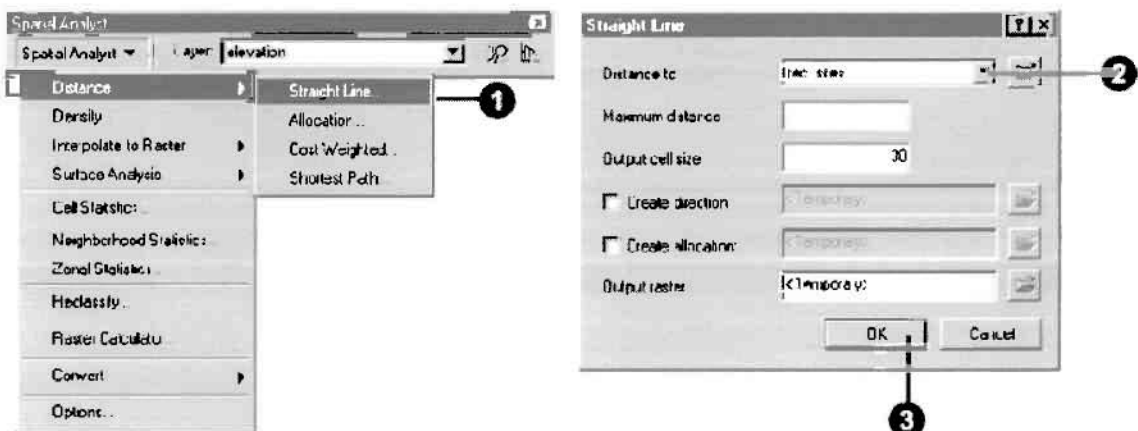 Spatial Analyst
Spatial Analyst
Layer: elevation
Distance
Density
Interpolate to Raster
Surface Analysis
Cell Statistics...
Neighborhood Statistics...
Zonal Statistics...
Reclassify...
Raster Calculator...
Convert
Options...
Straight Line...
Allocation...
Cost Weighted...
Shortest Path...
1
Straight Line
Distance to:
2
Maximum distance:
Output cell size: 30
Create direction: <Temporary>
Create allocation: <Temporary>
Output raster: <Temporary>
OK
Cancel
3